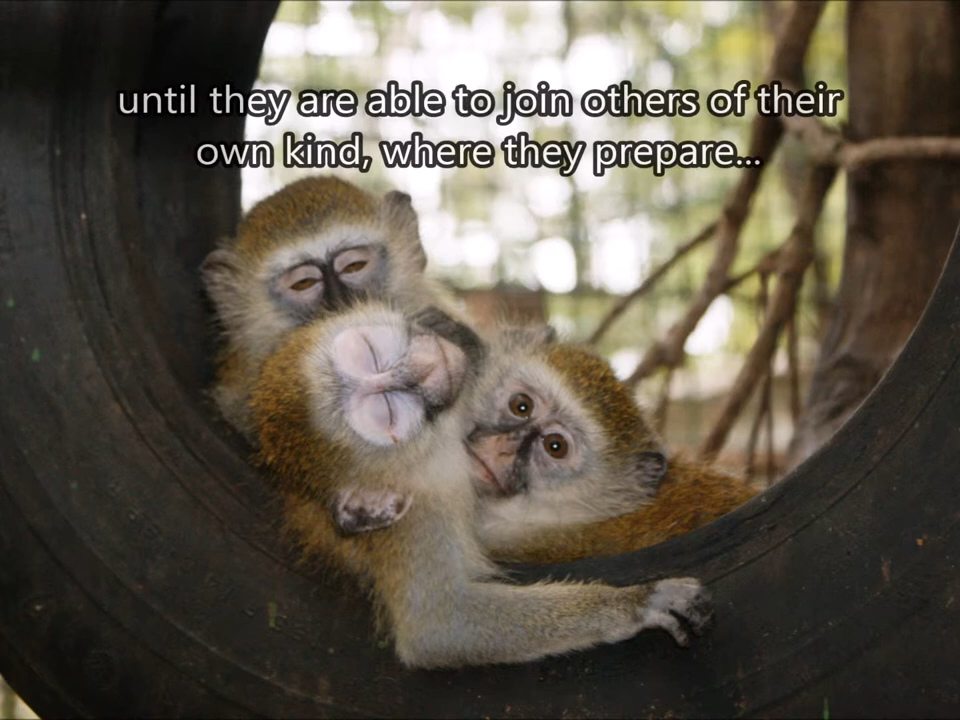 until they are able to join others of their
own kind, where they prepare...